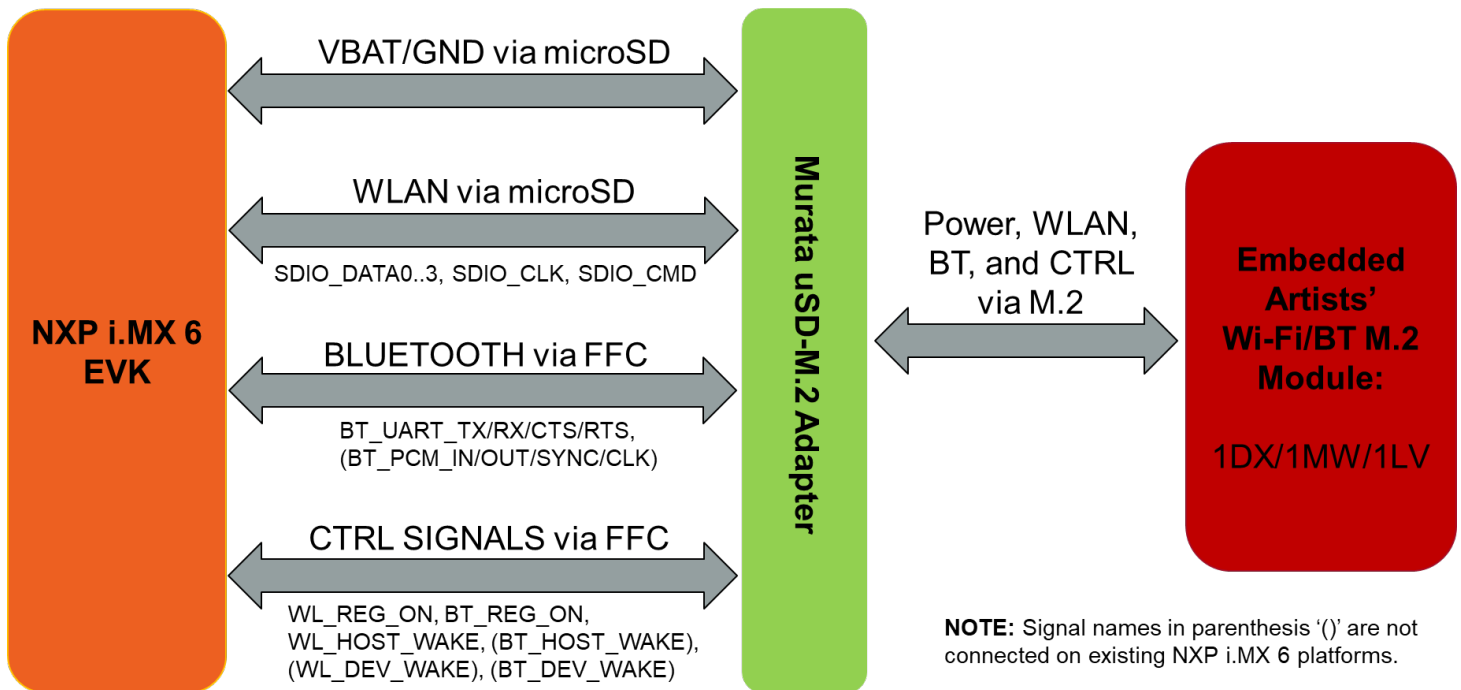 VBAT/GND via microSD
WLAN via microSD
SDIO_DATA0..3, SDIO_CLK, SDIO_CMD
BLUETOOTH via FFC
BT_UART_TX/RX/CTS/RTS,
(BT_PCM_IN/OUT/SYNC/CLK)
CTRL SIGNALS via FFC
WL_REG_ON, BT_REG_ON,
WL_HOST_WAKE, (BT_HOST_WAKE),
(WL_DEV_WAKE), (BT_DEV_WAKE)
NXP i.MX 6
EVK
Murata uSD-M.2 Adapter
Power, WLAN,
BT, and CTRL
via M.2
Embedded
Artists’
Wi-Fi/BT M.2
Module:
1DX/1MW/1LV
NOTE: Signal names in parenthesis ‘()’ are not
connected on existing NXP i.MX 6 platforms.